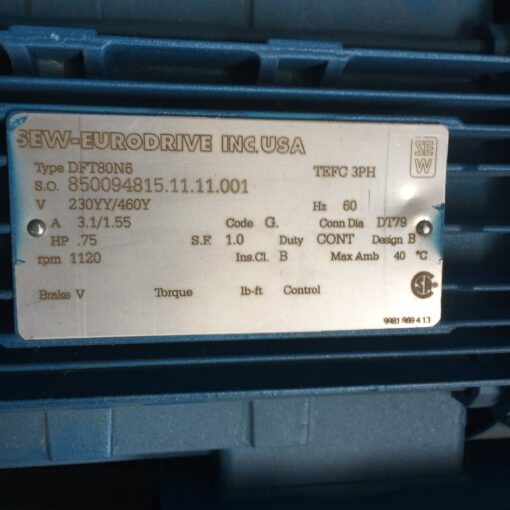 SEW-EURODRIVE INC. USA
SEW
Type DFT80N6 TEFC 3PH
S.O. 850094815.11.11.001
V 230YY/460Y Hz 60
A 3.1/1.55 Code G. Conn Dia DT79
HP .75 S.F. 1.0 Duty CONT Design B
rpm 1120 Ins.Cl. B Max Amb 40 °C
Brake V Torque lb-ft Control
9981 869 4 13